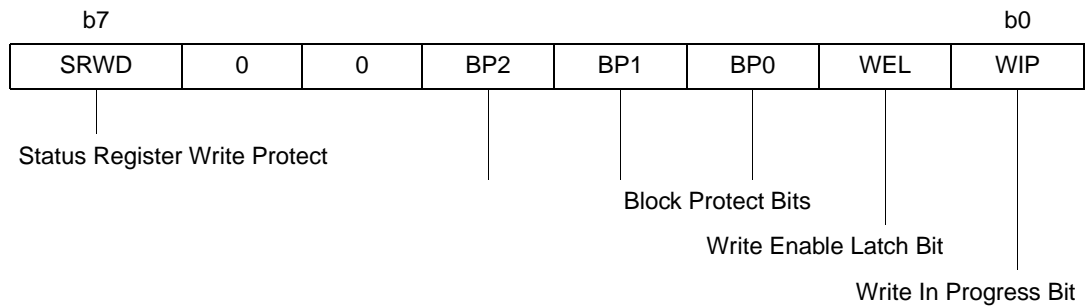 b7 b0
SRWD 0 0 BP2 BP1 BP0 WEL WIP
Status Register Write Protect
Block Protect Bits
Write Enable Latch Bit
Write In Progress Bit